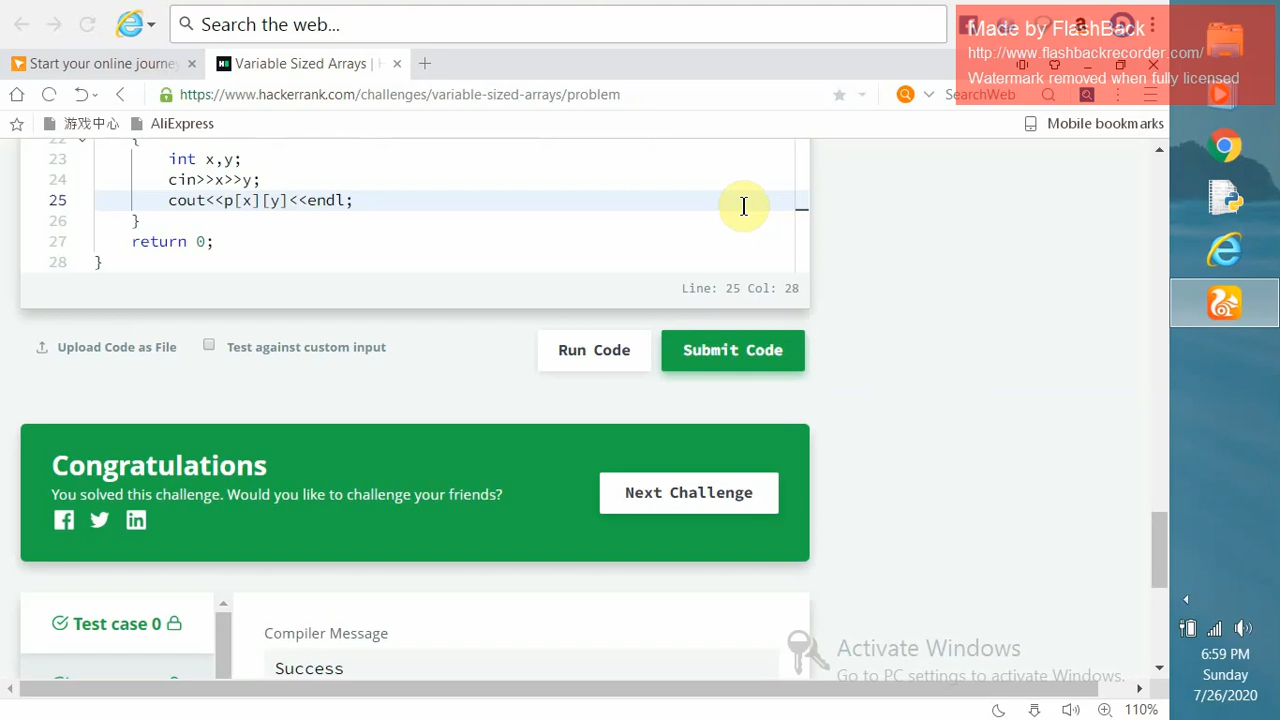 Search the web...
Made by FlashBack
http://www.flashbackrecorder.com/
Watermark removed when fully licensed
Start your online journey
Variable Sized Arrays | H
https://www.hackerrank.com/challenges/variable-sized-arrays/problem
SearchWeb
游戏中心
AliExpress
Mobile bookmarks
22 {
23 int x,y;
24 cin>>x>>y;
25 cout<<p[x][y]<<endl;
26 }
27 return 0;
28 }
Line: 25 Col: 28
Upload Code as File
Test against custom input
Run Code
Submit Code
Congratulations
You solved this challenge. Would you like to challenge your friends?
Next Challenge
Test case 0
Compiler Message
Success
Activate Windows
Go to PC settings to activate Windows.
6:59 PM
Sunday
7/26/2020
110%